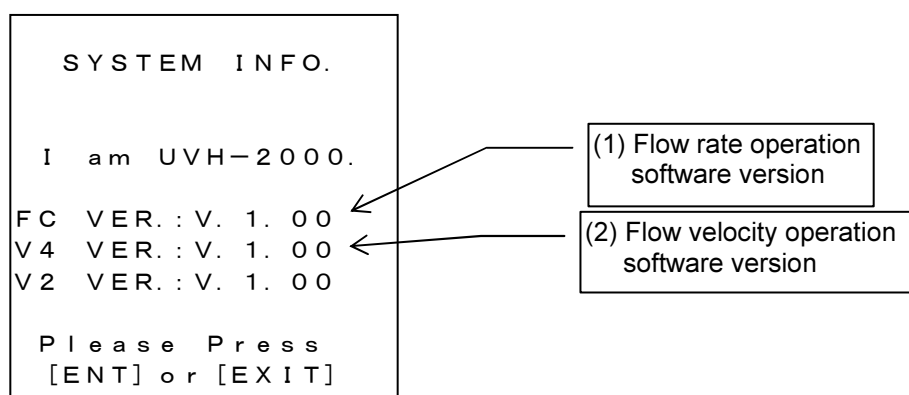 SYSTEM INFO.
I am UVH-2000.
FC VER.:V. 1. 00
V4 VER.:V. 1. 00
V2 VER.:V. 1. 00
Please Press
[ENT] or [EXIT]
(1) Flow rate operation
software version
(2) Flow velocity operation
software version